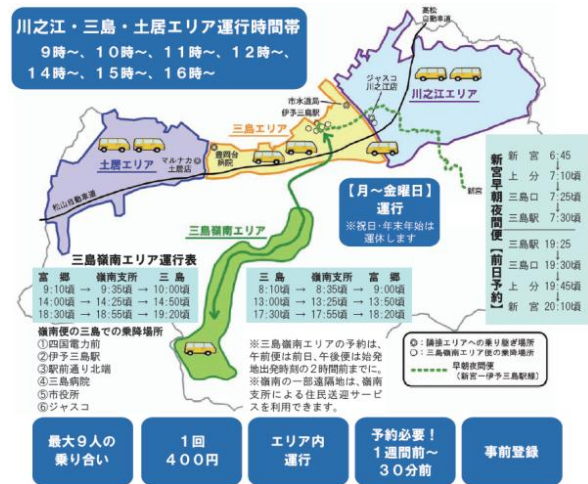 川之江・三島・土居エリア運行時間帯
9時～、10時～、11時～、12時～、
14時～、15時～、16時～
高松
自動車道
ジャスコ
川之江店
川之江エリア
市水道局
伊予三島駅
三島エリア
土居エリア
マルナカ
土居店
豊岡台
病院
松山自動車道
新宮
【月～金曜日】
運行
※祝日・年末年始は
運休します
三島嶺南エリア
新宮早朝夜間便【前日予約】
新宮 6:45
↓
上分 7:10頃
↓
三島口 7:25頃
↓
三島駅 7:30頃
三島駅 19:25
↓
三島口 19:30頃
↓
上分 19:45頃
↓
新宮 20:10頃
三島嶺南エリア運行表
富郷 嶺南支所 三島
9:10頃 → 9:35頃 → 10:00頃
14:00頃 → 14:25頃 → 14:50頃
18:30頃 → 18:55頃 → 19:20頃
三島 嶺南支所 富郷
8:10頃 → 8:35頃 → 9:00頃
13:00頃 → 13:25頃 → 13:50頃
17:30頃 → 17:55頃 → 18:20頃
嶺南便の三島での乗降場所
①四国電力前
②伊予三島駅
③駅前通り北端
④三島病院
⑤市役所
⑥ジャスコ
※三島嶺南エリアの予約は、
午前便は前日、午後便は始発
地出発時刻の2時間前までに。
※嶺南の一部遠隔地は、嶺南
支所による住民送迎サービ
スを利用できます。
◎：隣接エリアへの乗り継ぎ場所
○：三島嶺南エリア便の乗降場所
早朝夜間便
（新宮ー伊予三島駅線）
最大9人の
乗り合い
1回
400円
エリア内
運行
予約必要！
1週間前～
30分前
事前登録